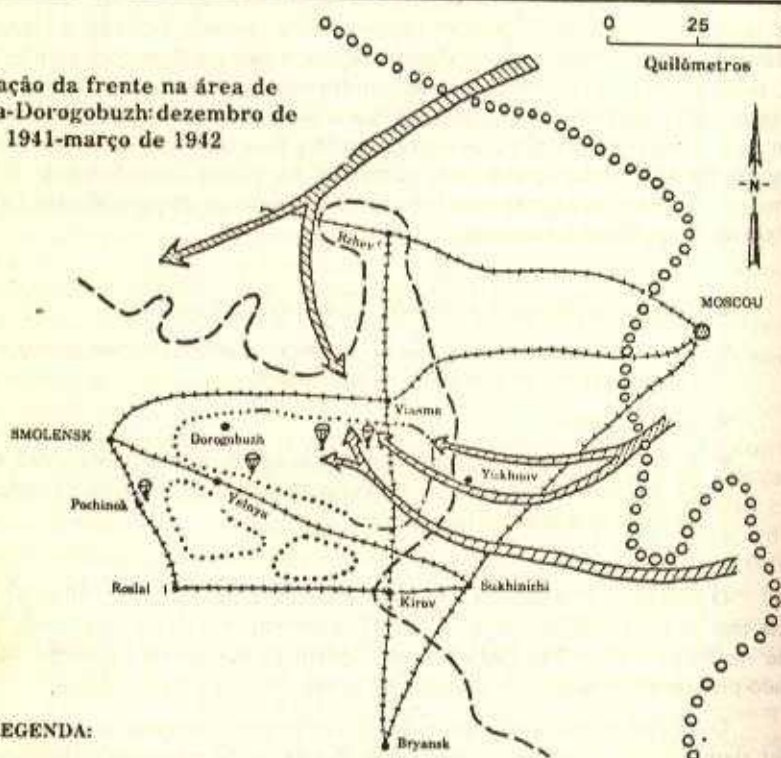 0 25
Quilômetros
ação da frente na área de
a-Dorogobuzh: dezembro de
1941-março de 1942
-N-
Rzhev
MOSCOU
Viasma
SMOLENSK
Dorogobuzh
Yukhnov
Pochinok
Yelnya
Roslal
Sukhinichi
Kirov
EGENDA:
Bryansk